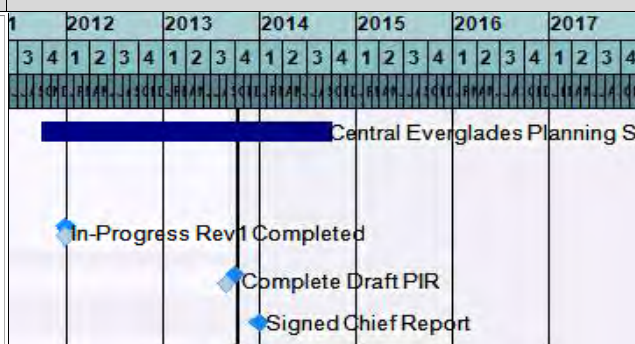 1 2012 2013 2014 2015 2016 2017
3 4 1 2 3 4 1 2 3 4 1 2 3 4 1 2 3 4 1 2 3 4 1 2 3 4
Central Everglades Planning S
In-Progress Rev 1 Completed
Complete Draft PIR
Signed Chief Report